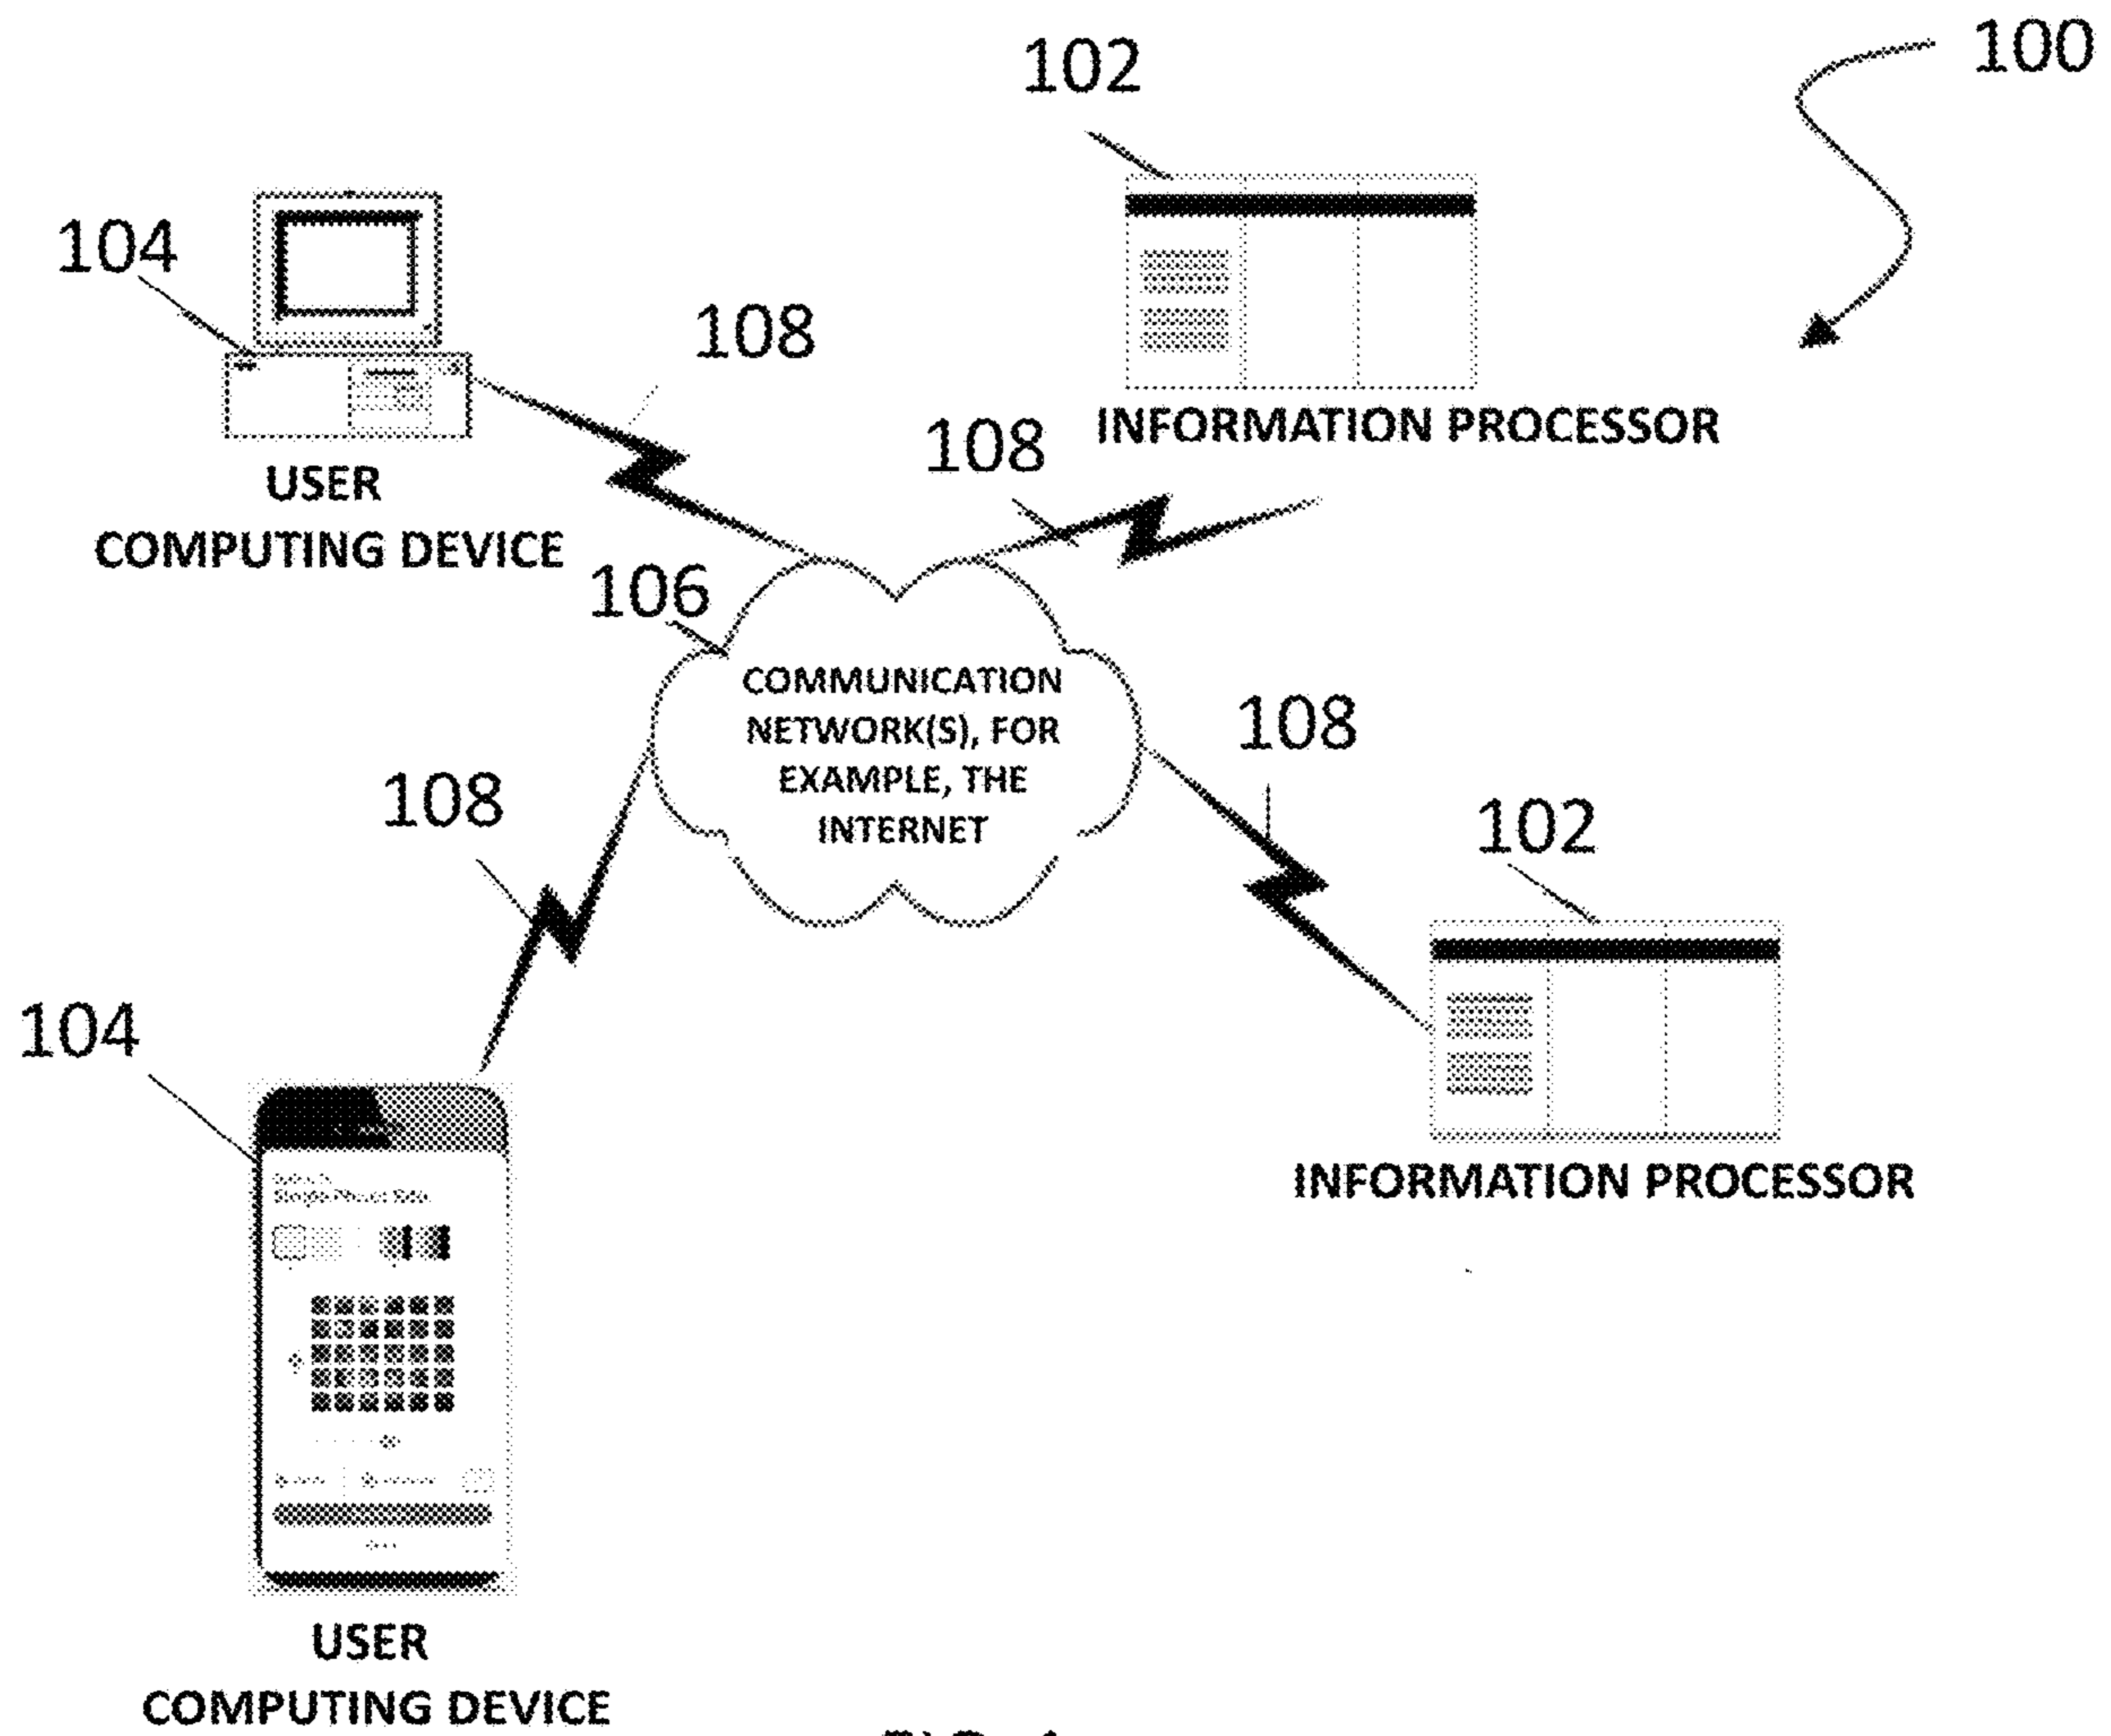 100
102
104
108
INFORMATION PROCESSOR
108
USER
COMPUTING DEVICE
106
COMMUNICATION
NETWORK(S), FOR
EXAMPLE, THE
INTERNET
108
108
102
104
INFORMATION PROCESSOR
USER
COMPUTING DEVICE